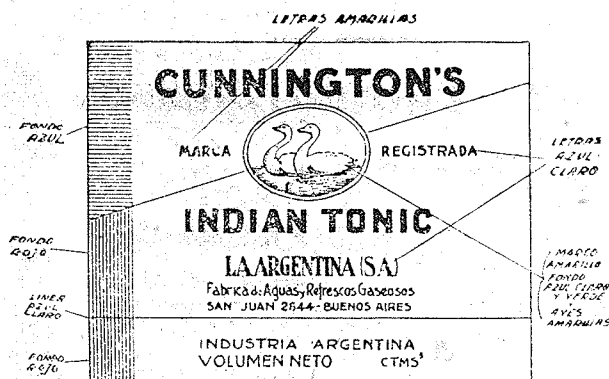 LETRAS AMARILLAS
CUNNINGTON'S
FONDO AZUL
MARCA REGISTRADA
LETRAS AZUL CLARO
INDIAN TONIC
FONDO ROJO
LA ARGENTINA (S.A.)
Fabrica de Aguas y Refrescos Gaseosos
SAN JUAN 2644 - BUENOS AIRES
MARCO AMARILLO
FONDO AZUL CLARO Y VERDE
AVES AMARILLAS
LINEA AZUL CLARO
INDUSTRIA ARGENTINA
VOLUMEN NETO CTMS³
FONDO ROJO